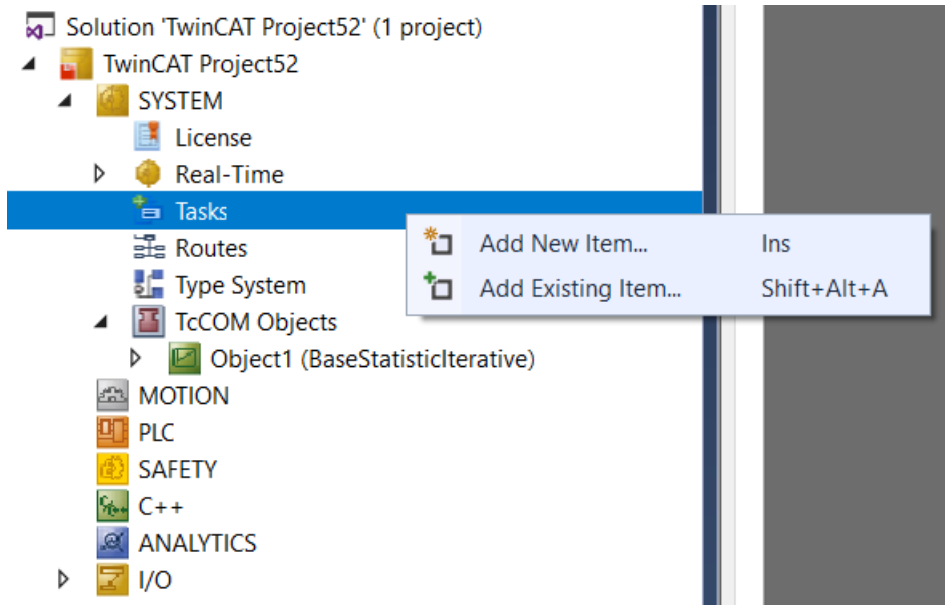 Solution 'TwinCAT Project52' (1 project)
TwinCAT Project52
SYSTEM
License
Real-Time
Tasks
Routes
Add New Item... Ins
Type System
Add Existing Item... Shift+Alt+A
TcCOM Objects
Object1 (BaseStatisticIterative)
MOTION
PLC
SAFETY
C++
ANALYTICS
I/O